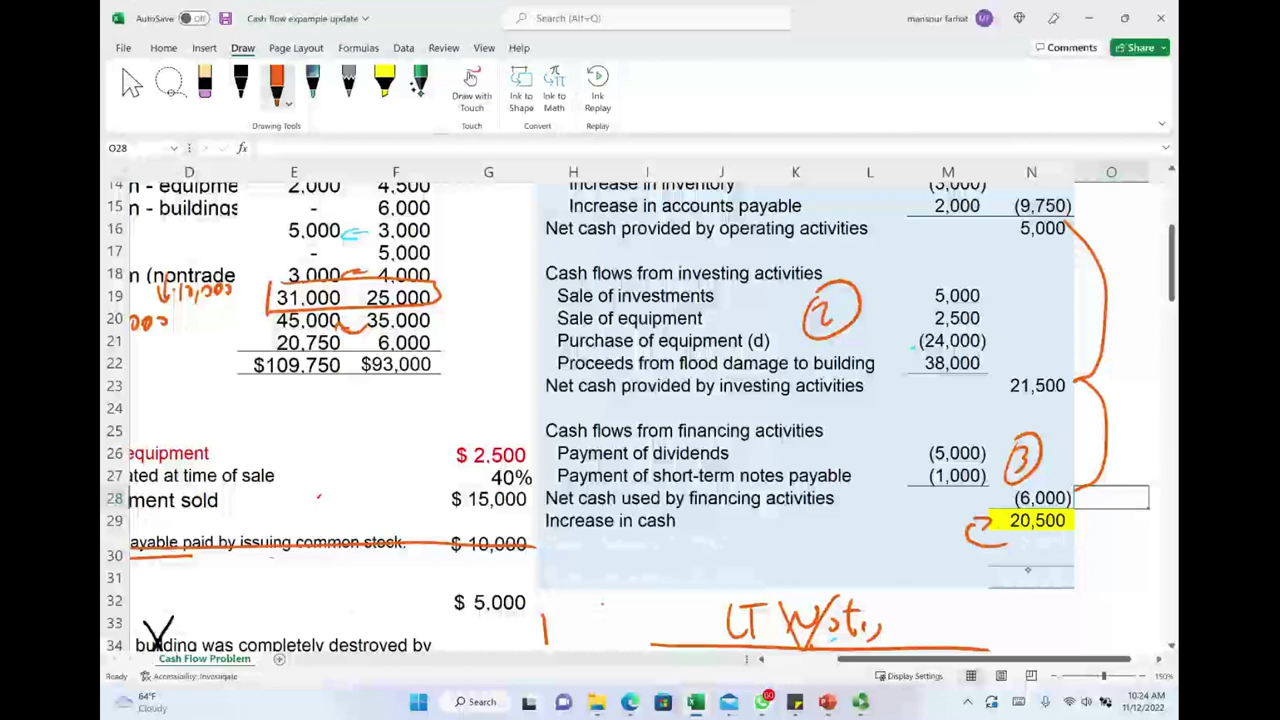 AutoSave Off Cash flow expample update Search (Alt+Q) mansour farhat MF
File Home Insert Draw Page Layout Formulas Data Review View Help Comments Share
Draw with Touch Ink to Shape Ink to Math Ink Replay
Drawing Tools Touch Convert Replay
O28 fx
D E F G H I J K L M N O
14 n - equipme 2,000 4,500 Increase in inventory (3,000)
15 n - buildings - 6,000 Increase in accounts payable 2,000 (9,750)
16 5,000 3,000 Net cash provided by operating activities 5,000
17 - 5,000
18 m (nontrade 3,000 4,000 Cash flows from investing activities
19 31,000 25,000 Sale of investments 5,000
20 45,000 35,000 Sale of equipment 2,500
21 20,750 6,000 Purchase of equipment (d) (24,000)
22 $109,750 $93,000 Proceeds from flood damage to building 38,000
2
23 Net cash provided by investing activities 21,500
24
25 Cash flows from financing activities
26 equipment $ 2,500 Payment of dividends (5,000)
27 ated at time of sale 40% Payment of short-term notes payable (1,000)
3
28 ment sold $ 15,000 Net cash used by financing activities (6,000)
29 Increase in cash 20,500
30 ayable paid by issuing common stock. $ 10,000
31
32 $ 5,000
33 LT
34 building was completely destroyed by
Cash Flow Problem
Ready Accessibility: Investigate Display Settings 150%
64°F
Cloudy
Search 60
10:24 AM
11/12/2022